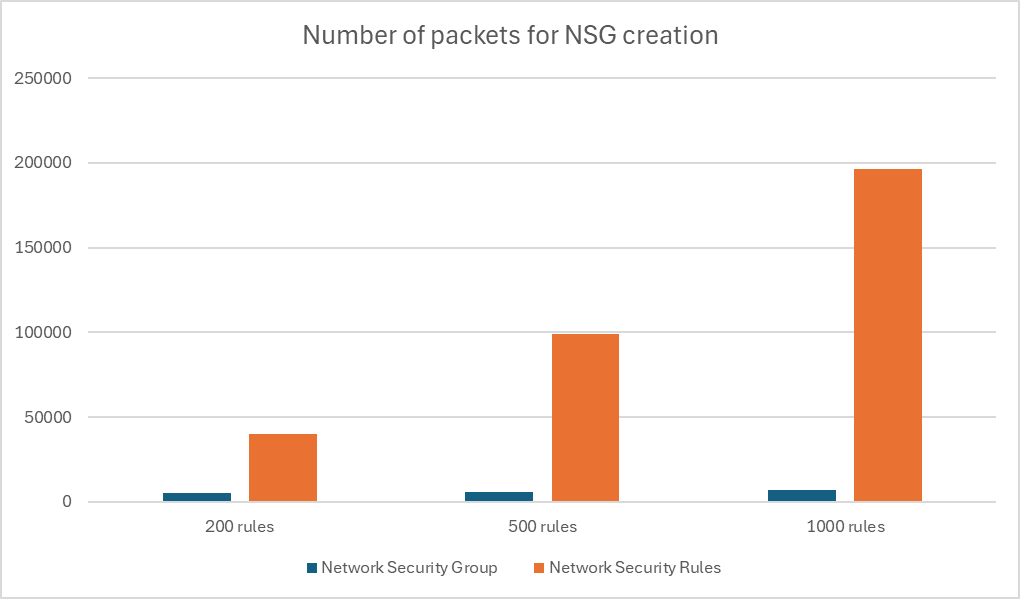 Number of packets for NSG creation
250000
200000
150000
100000
50000
0
200 rules
500 rules
1000 rules
Network Security Group
Network Security Rules